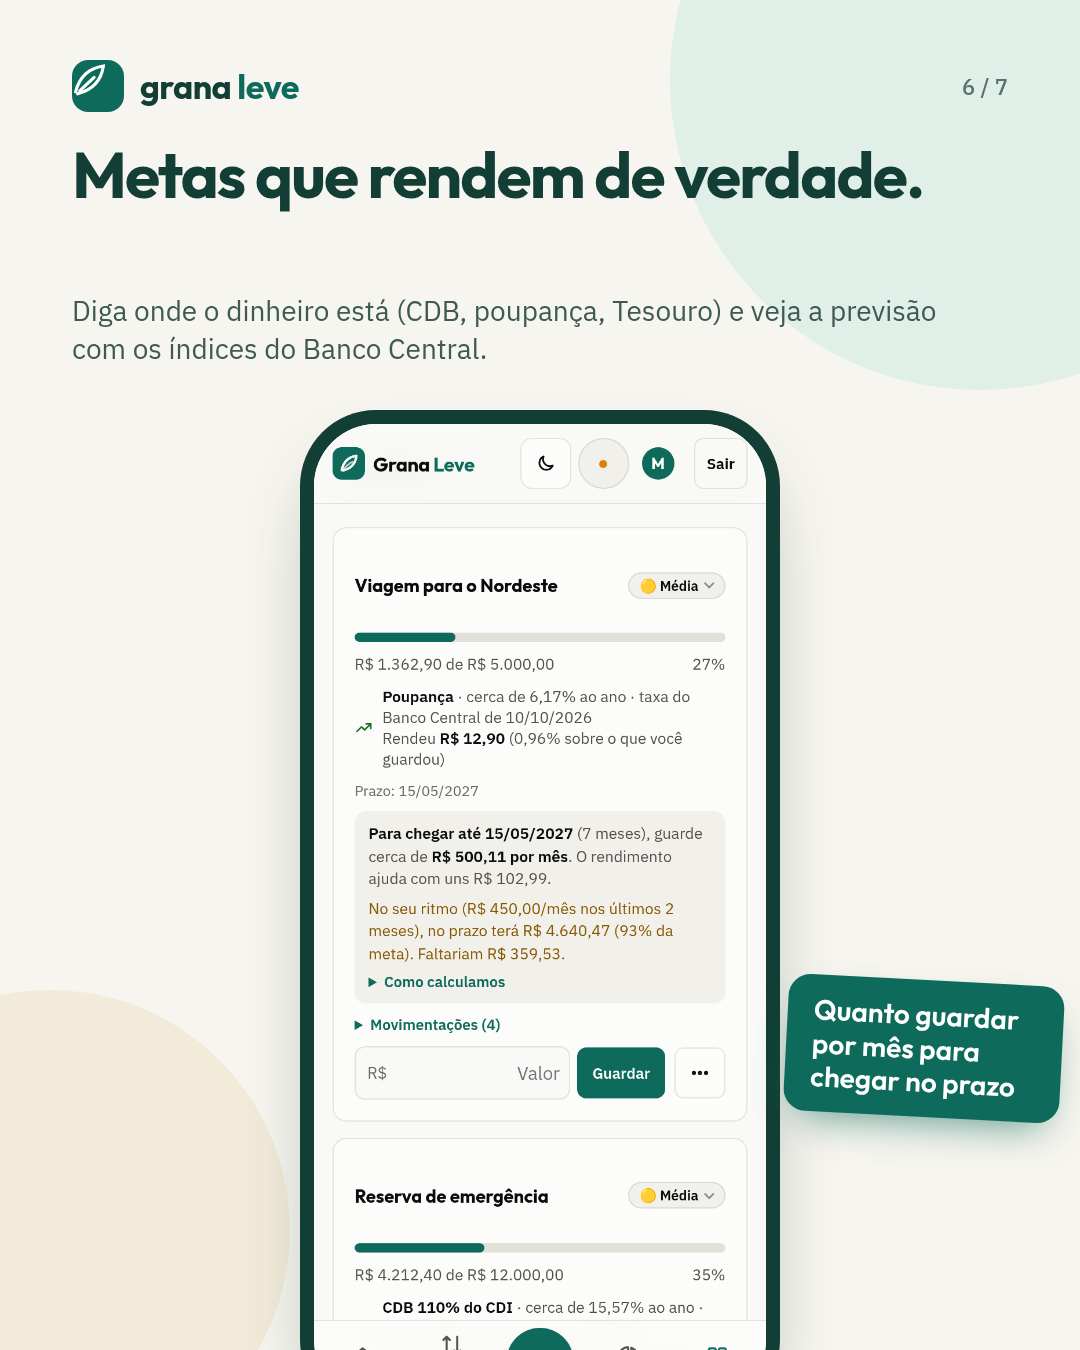 grana leve
6 / 7
Metas que rendem de verdade.
Diga onde o dinheiro está (CDB, poupança, Tesouro) e veja a previsão
com os índices do Banco Central.
Grana Leve
M
Sair
Viagem para o Nordeste
Média
R$ 1.362,90 de R$ 5.000,00
27%
Poupança · cerca de 6,17% ao ano · taxa do
Banco Central de 10/10/2026
Rendeu R$ 12,90 (0,96% sobre o que você
guardou)
Prazo: 15/05/2027
Para chegar até 15/05/2027 (7 meses), guarde
cerca de R$ 500,11 por mês. O rendimento
ajuda com uns R$ 102,99.
No seu ritmo (R$ 450,00/mês nos últimos 2
meses), no prazo terá R$ 4.640,47 (93% da
meta). Faltariam R$ 359,53.
Como calculamos
Movimentações (4)
R$ Valor
Guardar
Quanto guardar
por mês para
chegar no prazo
Reserva de emergência
Média
R$ 4.212,40 de R$ 12.000,00
35%
CDB 110% do CDI · cerca de 15,57% ao ano ·